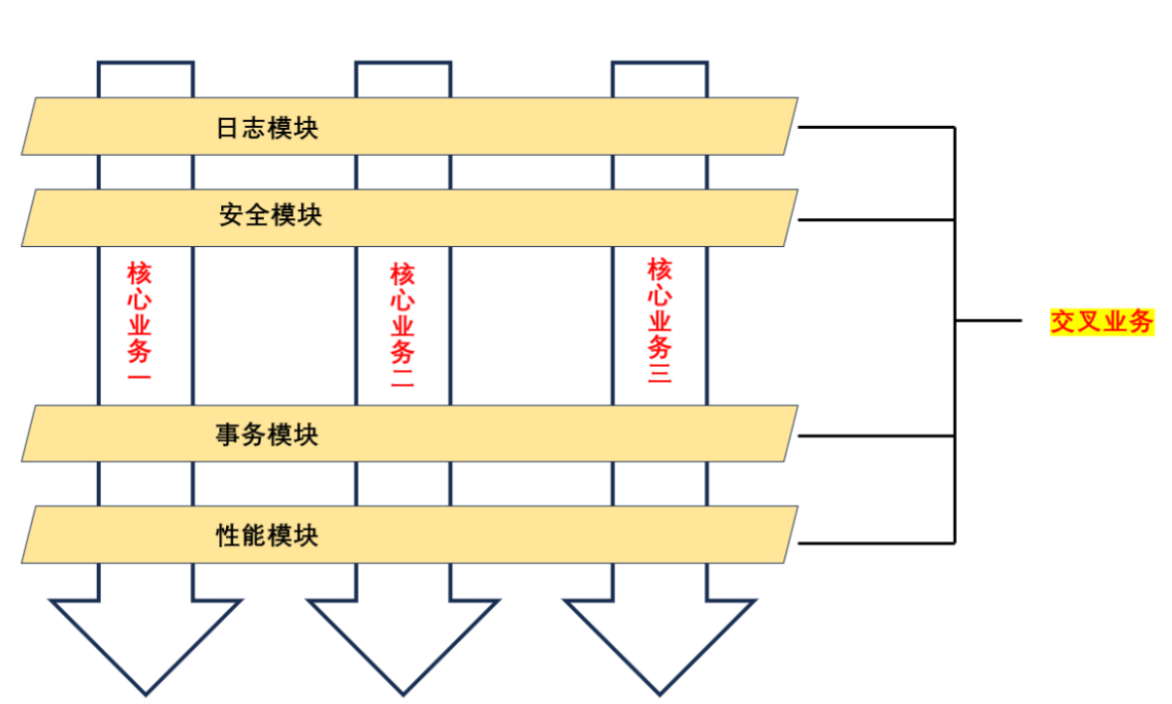 日志模块
安全模块
核心业务一
核心业务二
核心业务三
交叉业务
事务模块
性能模块